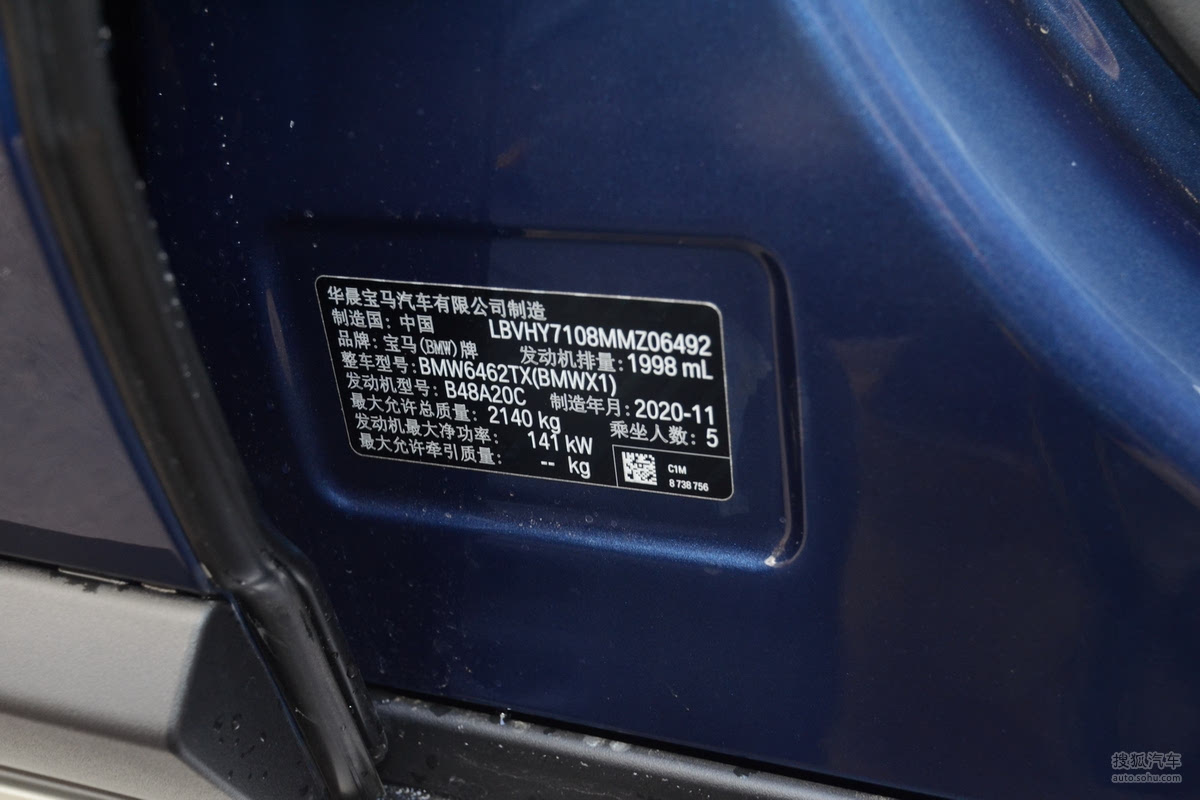 华晨宝马汽车有限公司制造
制造国：中国 LBVHY7108MMZ06492
品牌：宝马(BMW)牌 发动机排量：1998 mL
整车型号：BMW6462TX(BMWX1)
发动机型号：B48A20C 制造年月：2020-11
最大允许总质量：2140 kg 乘坐人数：5
发动机最大净功率：141 kW
最大允许牵引质量：-- kg
C1M
8 738 756
搜狐汽车
auto.sohu.com